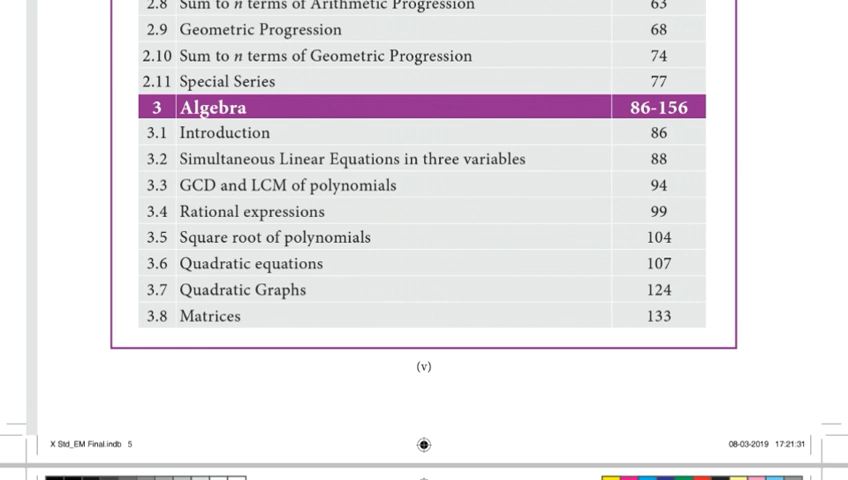 2.8 Sum to n terms of Arithmetic Progression 63
2.9 Geometric Progression 68
2.10 Sum to n terms of Geometric Progression 74
2.11 Special Series 77
3 Algebra 86-156
3.1 Introduction 86
3.2 Simultaneous Linear Equations in three variables 88
3.3 GCD and LCM of polynomials 94
3.4 Rational expressions 99
3.5 Square root of polynomials 104
3.6 Quadratic equations 107
3.7 Quadratic Graphs 124
3.8 Matrices 133
(v)
X Std_EM Final.indb 5 08-03-2019 17:21:31